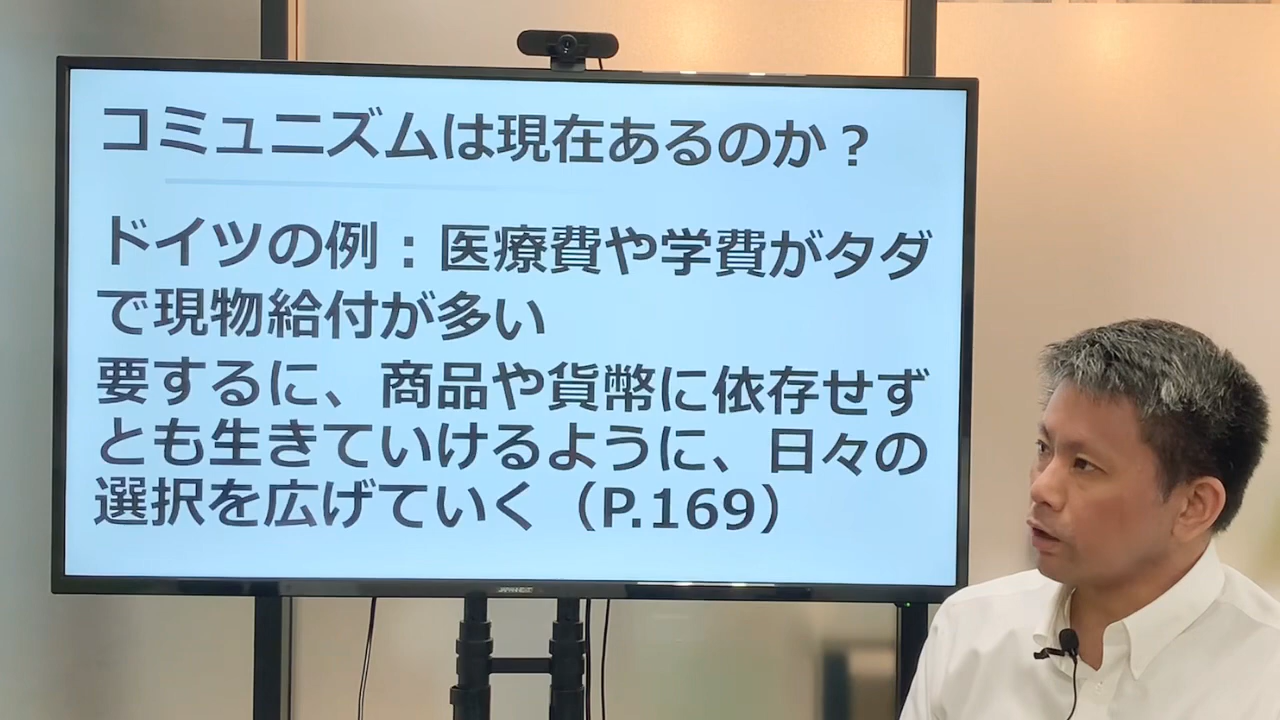 コミュニズムは現在あるのか？
ドイツの例：医療費や学費がタダ
で現物給付が多い
要するに、商品や貨幣に依存せず
とも生きていけるように、日々の
選択を広げていく（P.169）